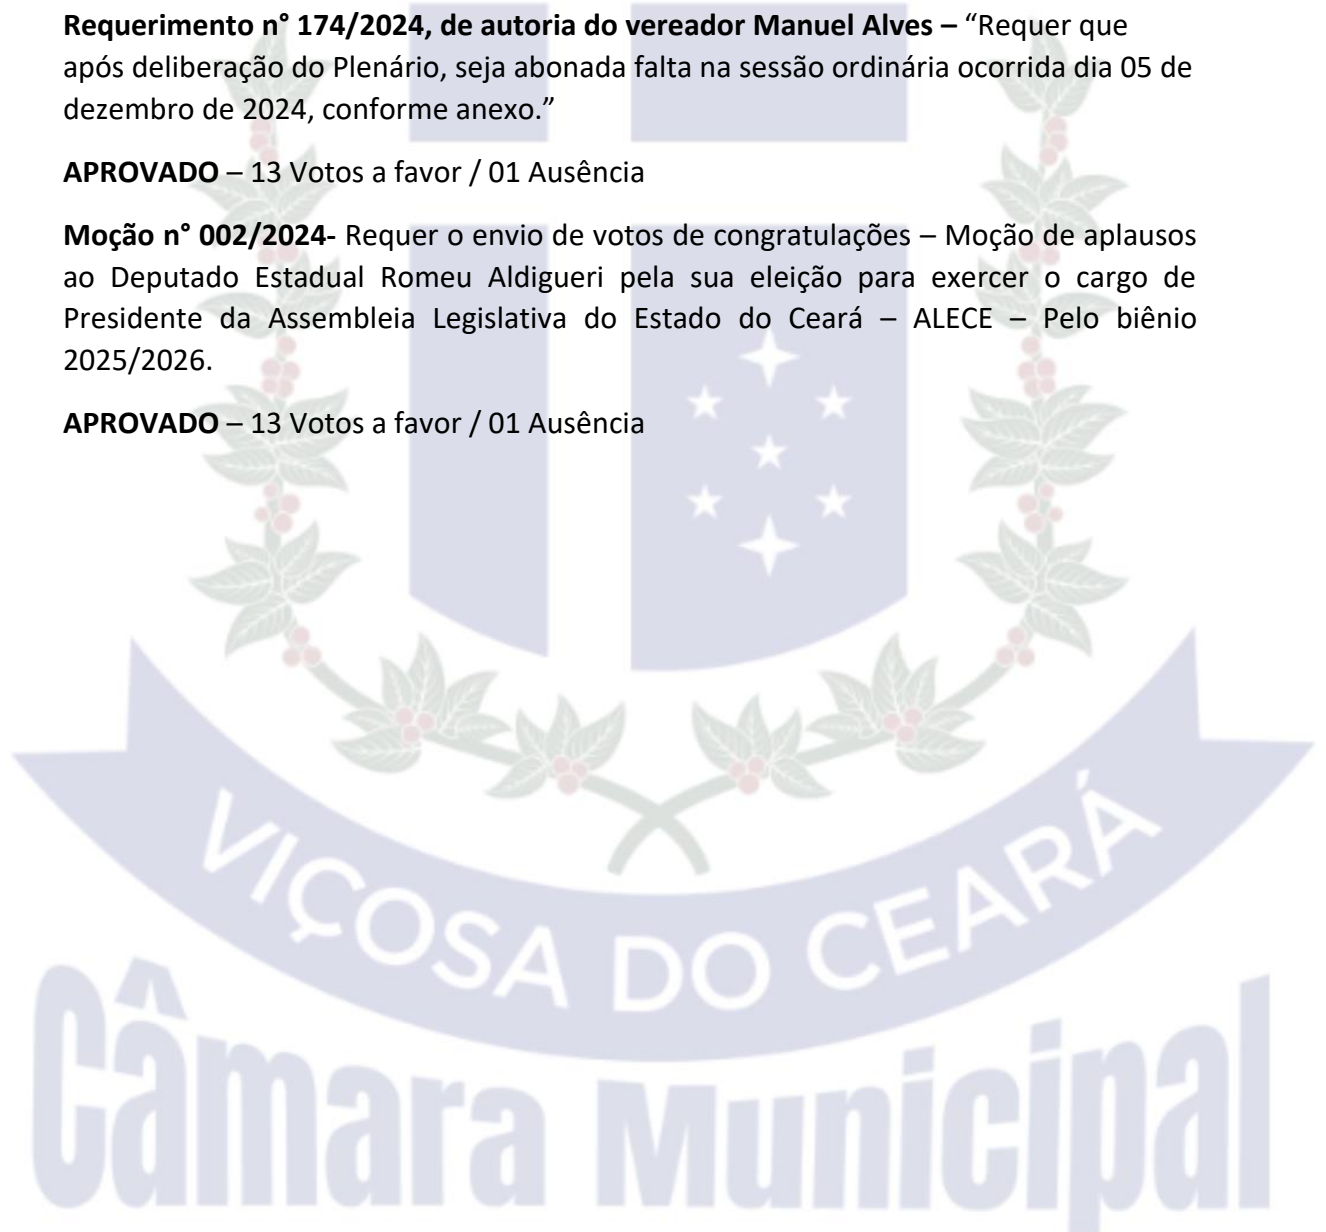 Requerimento n° 174/2024, de autoria do vereador Manuel Alves – “Requer que
após deliberação do Plenário, seja abonada falta na sessão ordinária ocorrida dia 05 de
dezembro de 2024, conforme anexo.”
APROVADO – 13 Votos a favor / 01 Ausência
Moção n° 002/2024- Requer o envio de votos de congratulações – Moção de aplausos
ao Deputado Estadual Romeu Aldigueri pela sua eleição para exercer o cargo de
Presidente da Assembleia Legislativa do Estado do Ceará – ALECE – Pelo biênio
2025/2026.
APROVADO – 13 Votos a favor / 01 Ausência
VIÇOSA DO CEARÁ
Câmara Municipal